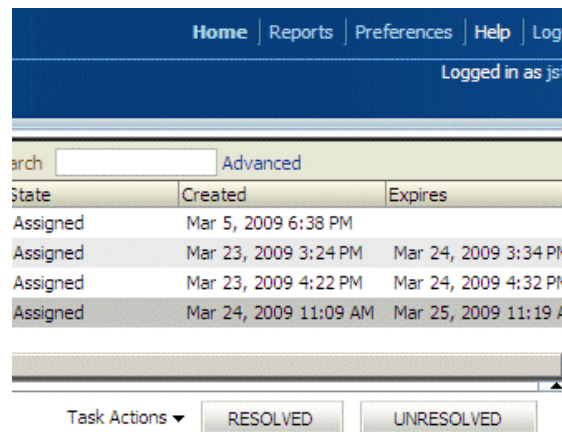 Home Reports Preferences Help Log
Logged in as js
arch Advanced
State Created Expires
Assigned Mar 5, 2009 6:38 PM
Assigned Mar 23, 2009 3:24 PM Mar 24, 2009 3:34 PM
Assigned Mar 23, 2009 4:22 PM Mar 24, 2009 4:32 PM
Assigned Mar 24, 2009 11:09 AM Mar 25, 2009 11:19 A
Task Actions RESOLVED UNRESOLVED